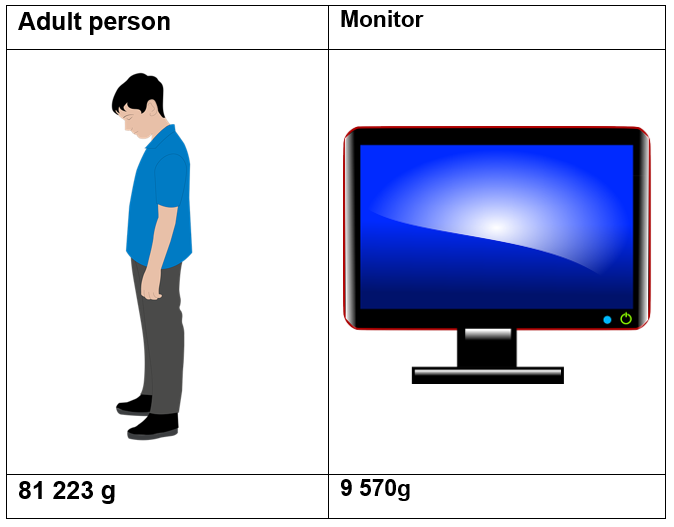 Adult person
Monitor
81 223 g
9 570g